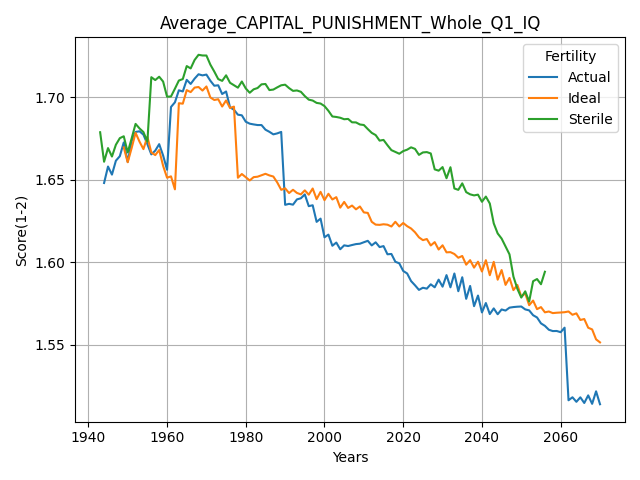 Average_CAPITAL_PUNISHMENT_Whole_Q1_IQ
Score(1-2)
1.70
1.65
1.60
1.55
Fertility
Actual
Ideal
Sterile
1940
1960
1980
2000
2020
2040
2060
Years